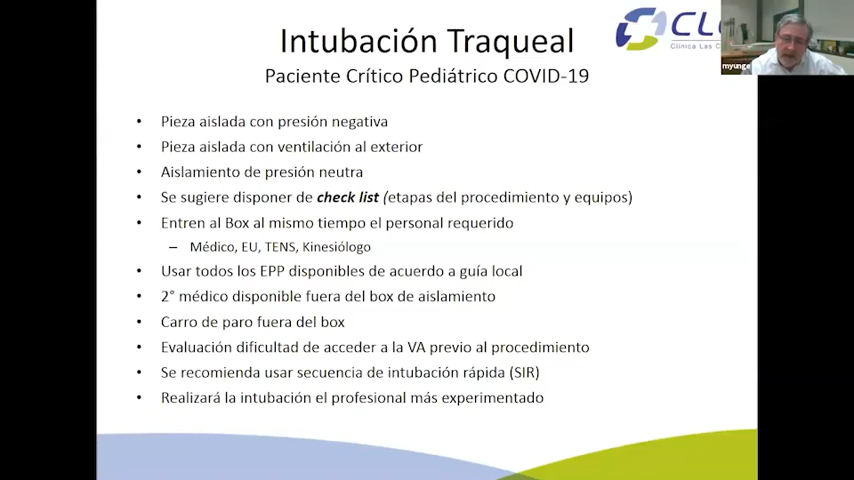 Intubación Traqueal
Paciente Crítico Pediátrico COVID-19
• Pieza aislada con presión negativa
• Pieza aislada con ventilación al exterior
• Aislamiento de presión neutra
• Se sugiere disponer de check list (etapas del procedimiento y equipos)
• Entren al Box al mismo tiempo el personal requerido
– Médico, EU, TENS, Kinesiólogo
• Usar todos los EPP disponibles de acuerdo a guía local
• 2° médico disponible fuera del box de aislamiento
• Carro de paro fuera del box
• Evaluación dificultad de acceder a la VA previo al procedimiento
• Se recomienda usar secuencia de intubación rápida (SIR)
• Realizará la intubación el profesional más experimentado
Clínica Las
myunge